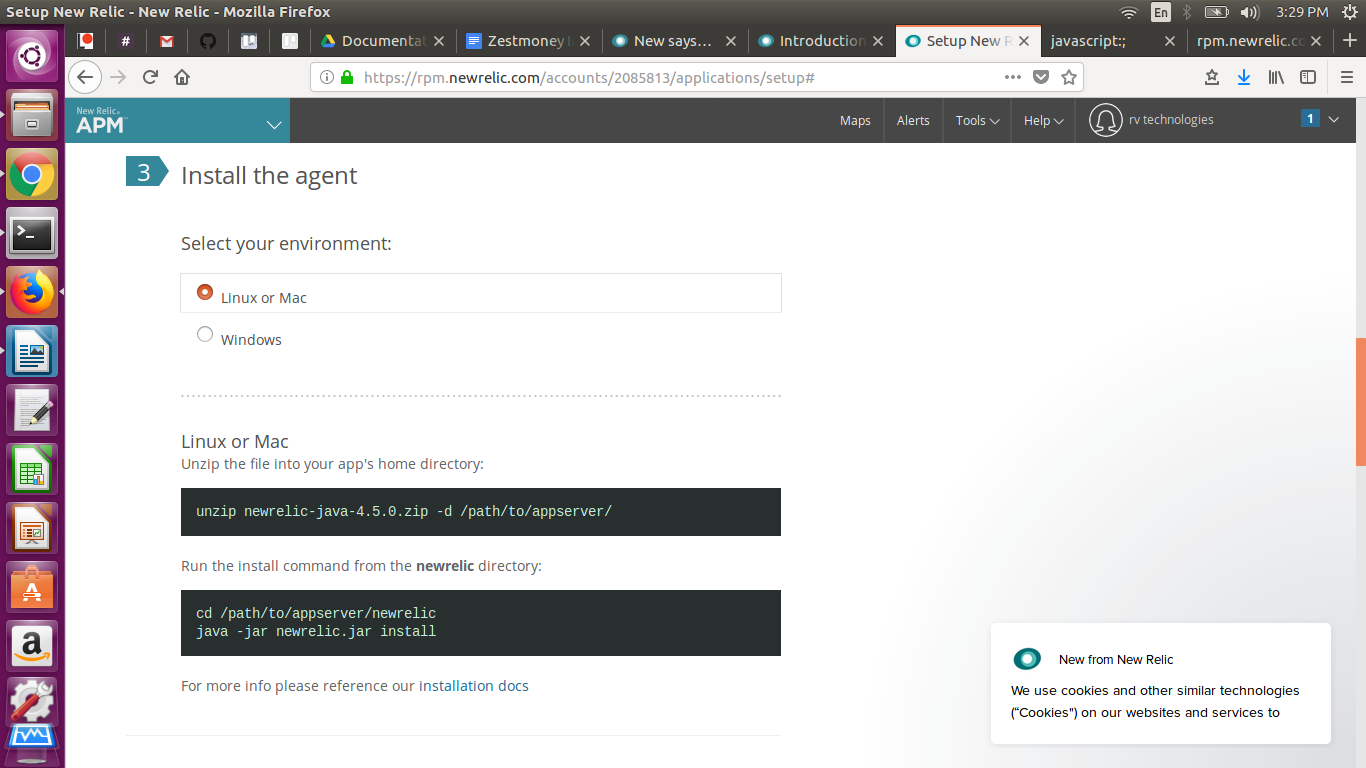 Setup New Relic - New Relic - Mozilla Firefox
En
3:29 PM
Documentat
Zestmoney
New says...
Introduction
Setup New R
javascript:;
rpm.newrelic.co
https://rpm.newrelic.com/accounts/2085813/applications/setup#
New Relic®
APM™
Maps
Alerts
Tools
Help
rv technologies
1
3
Install the agent
Select your environment:
Linux or Mac
Windows
Linux or Mac
Unzip the file into your app's home directory:
unzip newrelic-java-4.5.0.zip -d /path/to/appserver/
Run the install command from the newrelic directory:
cd /path/to/appserver/newrelic
java -jar newrelic.jar install
For more info please reference our installation docs
New from New Relic
We use cookies and other similar technologies
(“Cookies") on our websites and services to